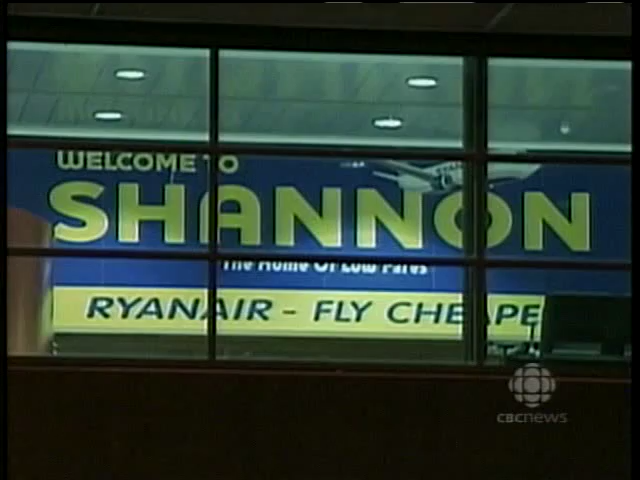 WELCOME TO
SHANNON
The Home Of Low Fares
RYANAIR - FLY CHEAPE
CBCnews